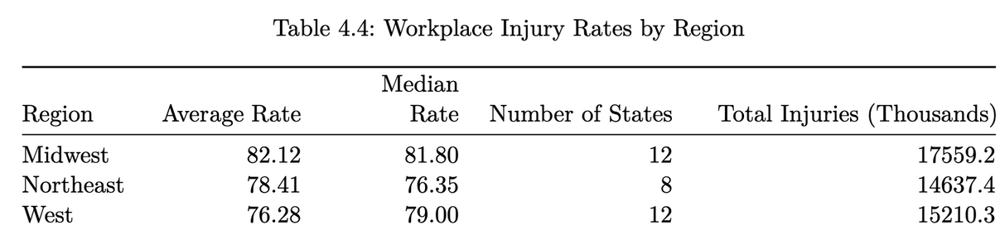 Table 4.4: Workplace Injury Rates by Region
Median
Region Average Rate Rate Number of States Total Injuries (Thousands)
Midwest 82.12 81.80 12 17559.2
Northeast 78.41 76.35 8 14637.4
West 76.28 79.00 12 15210.3